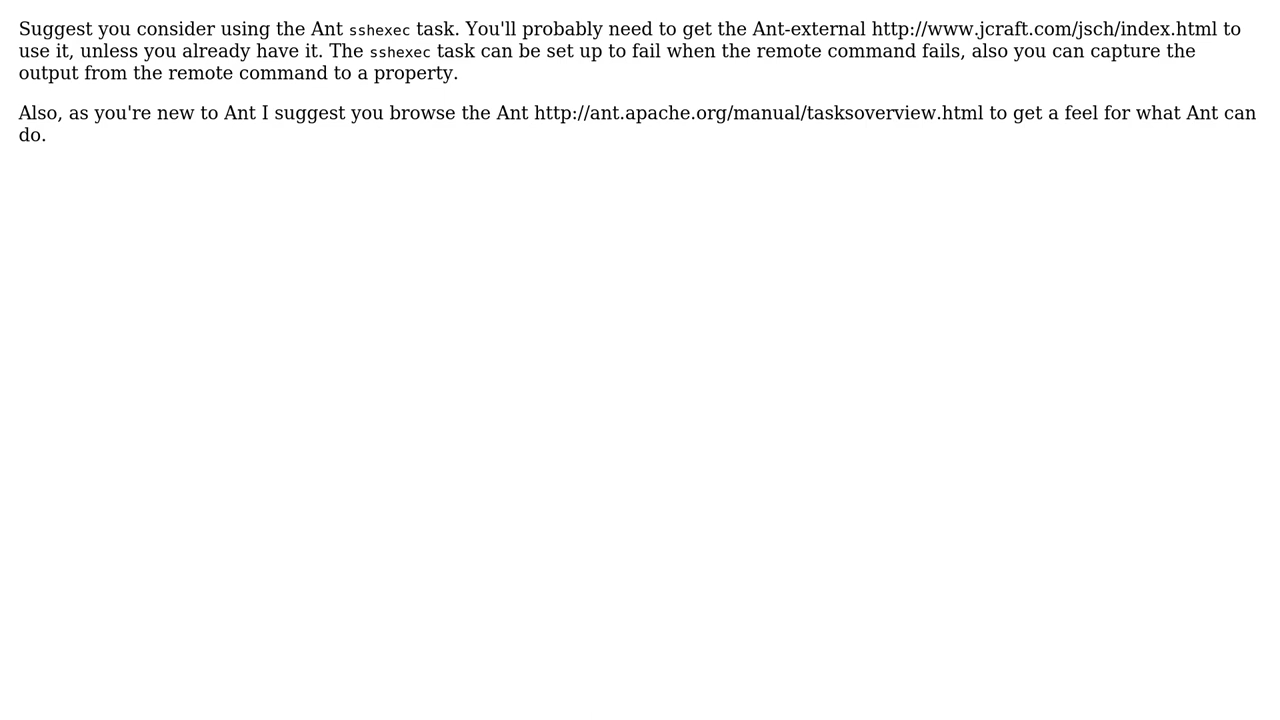 Suggest you consider using the Ant sshexec task. You'll probably need to get the Ant-external http://www.jcraft.com/jsch/index.html to
use it, unless you already have it. The sshexec task can be set up to fail when the remote command fails, also you can capture the
output from the remote command to a property.
Also, as you're new to Ant I suggest you browse the Ant http://ant.apache.org/manual/tasksoverview.html to get a feel for what Ant can
do.